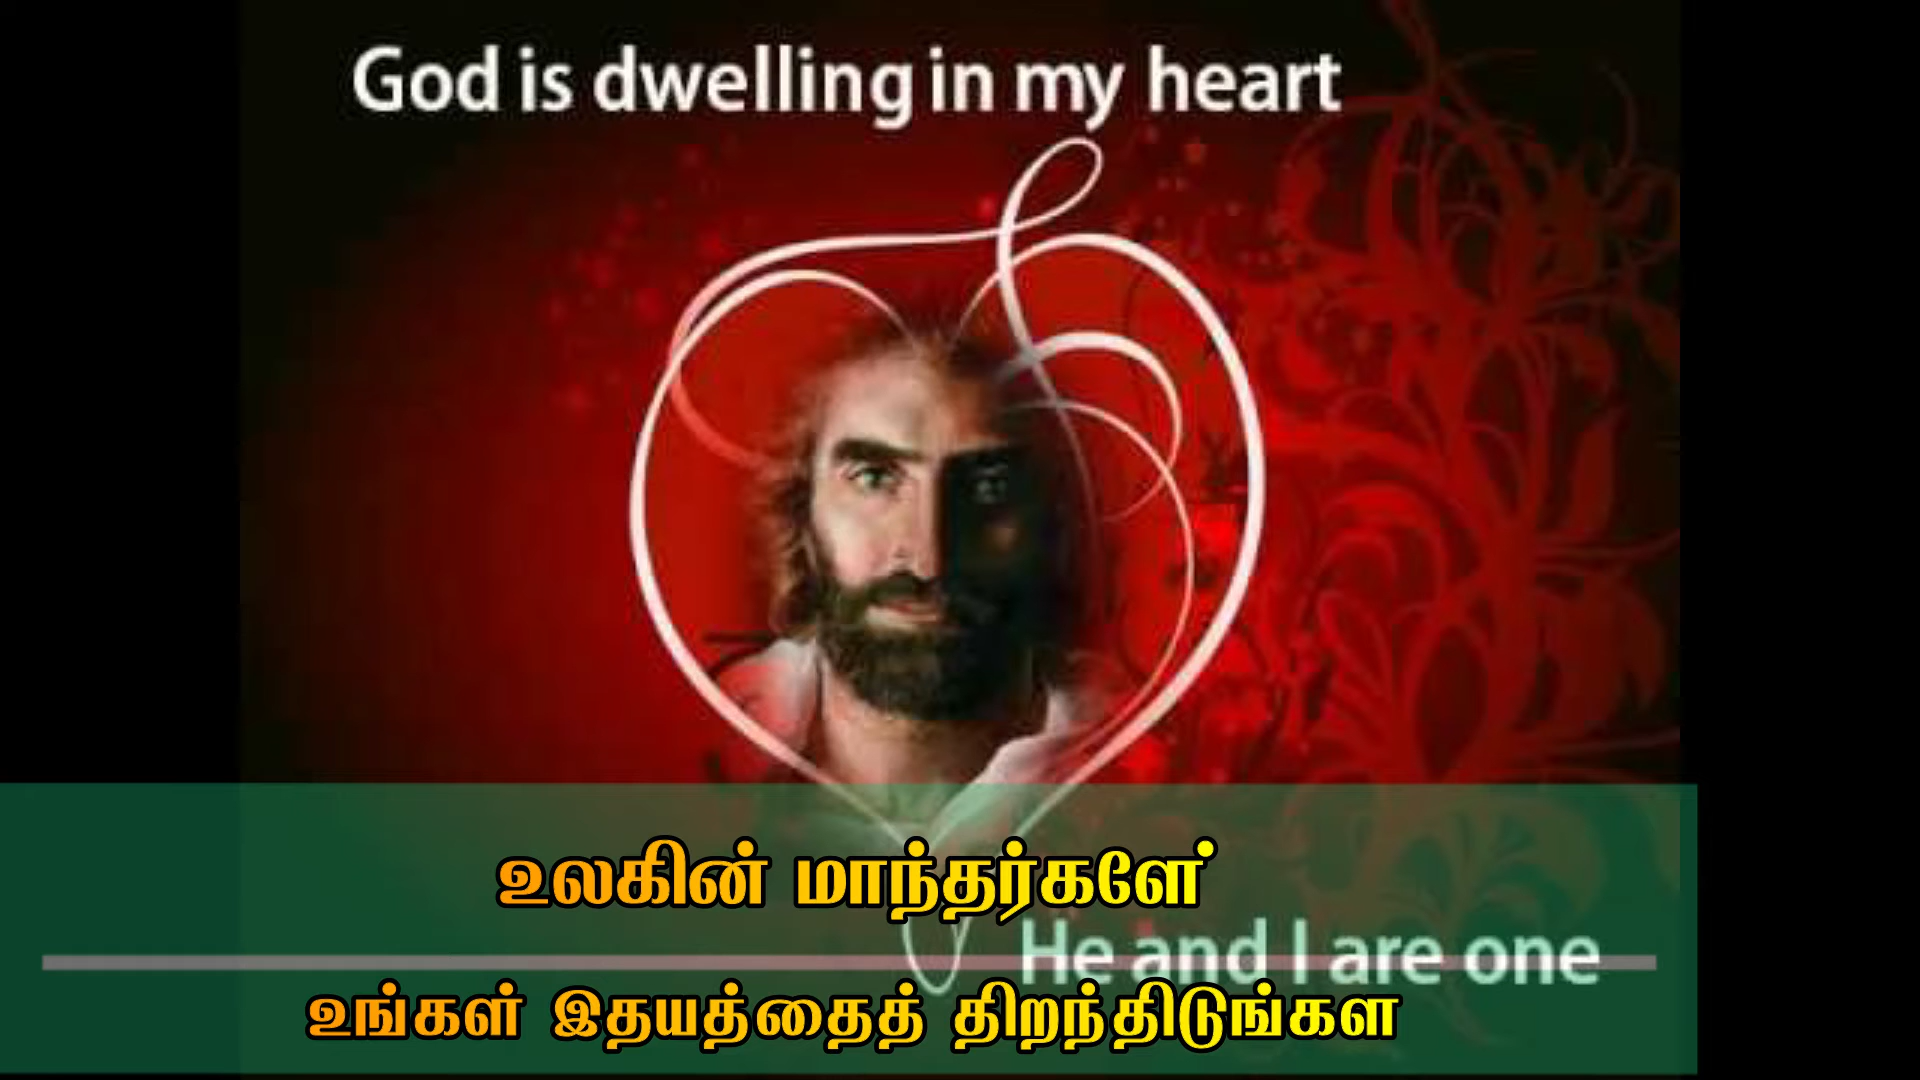 God is dwelling in my heart
உலகின் மாந்தர்களே்
He and I are one
உங்கள் இதயத்தைத் திறந்திடுங்கள